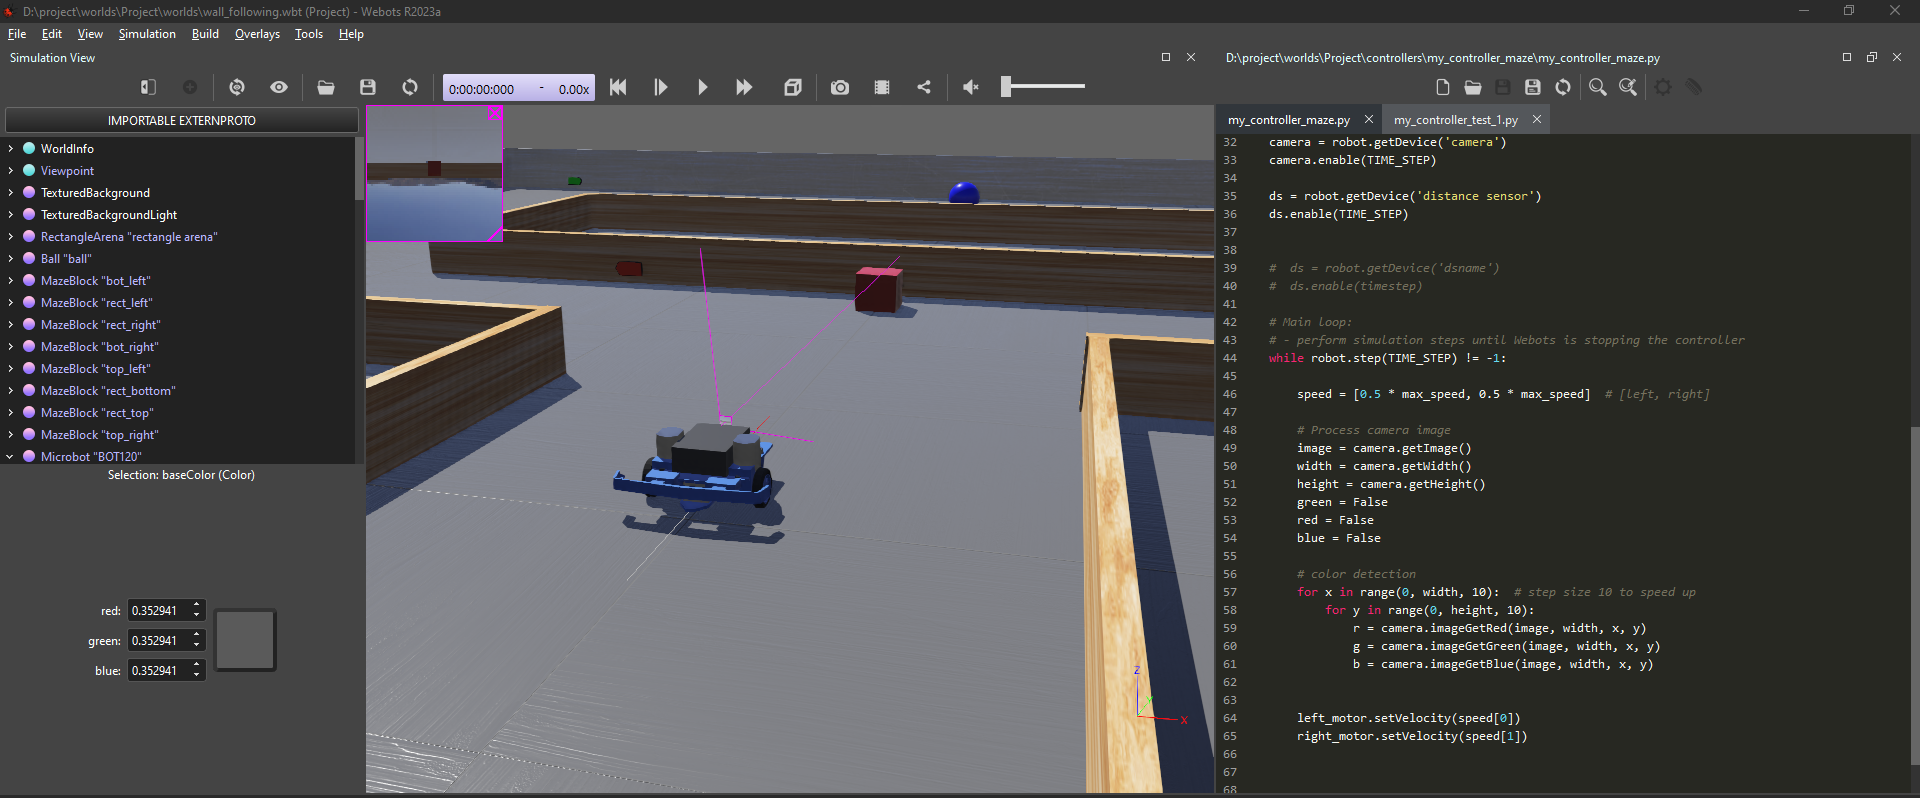 D:\project\worlds\Project\worlds\wall_following.wbt (Project) - Webots R2023a
File Edit View Simulation Build Overlays Tools Help
Simulation View
0:00:00:000 - 0.00x
IMPORTABLE EXTERNPROTO
WorldInfo
Viewpoint
TexturedBackground
TexturedBackgroundLight
RectangleArena "rectangle arena"
Ball "ball"
MazeBlock "bot_left"
MazeBlock "rect_left"
MazeBlock "rect_right"
MazeBlock "bot_right"
MazeBlock "top_left"
MazeBlock "rect_bottom"
MazeBlock "rect_top"
MazeBlock "top_right"
Microbot "BOT120"
Selection: baseColor (Color)
red: 0.352941
green: 0.352941
blue: 0.352941
Z
Y
X
D:\project\worlds\Project\controllers\my_controller_maze\my_controller_maze.py
my_controller_maze.py my_controller_test_1.py
32 camera = robot.getDevice('camera')
33 camera.enable(TIME_STEP)
34
35 ds = robot.getDevice('distance sensor')
36 ds.enable(TIME_STEP)
37
38
39 #  ds = robot.getDevice('dsname')
40 #  ds.enable(timestep)
41
42 # Main loop:
43 # - perform simulation steps until Webots is stopping the controller
44 while robot.step(TIME_STEP) != -1:
45
46     speed = [0.5 * max_speed, 0.5 * max_speed]  # [left, right]
47
48     # Process camera image
49     image = camera.getImage()
50     width = camera.getWidth()
51     height = camera.getHeight()
52     green = False
53     red = False
54     blue = False
55
56     # color detection
57     for x in range(0, width, 10):  # step size 10 to speed up
58         for y in range(0, height, 10):
59             r = camera.imageGetRed(image, width, x, y)
60             g = camera.imageGetGreen(image, width, x, y)
61             b = camera.imageGetBlue(image, width, x, y)
62
63
64     left_motor.setVelocity(speed[0])
65     right_motor.setVelocity(speed[1])
66
67
68